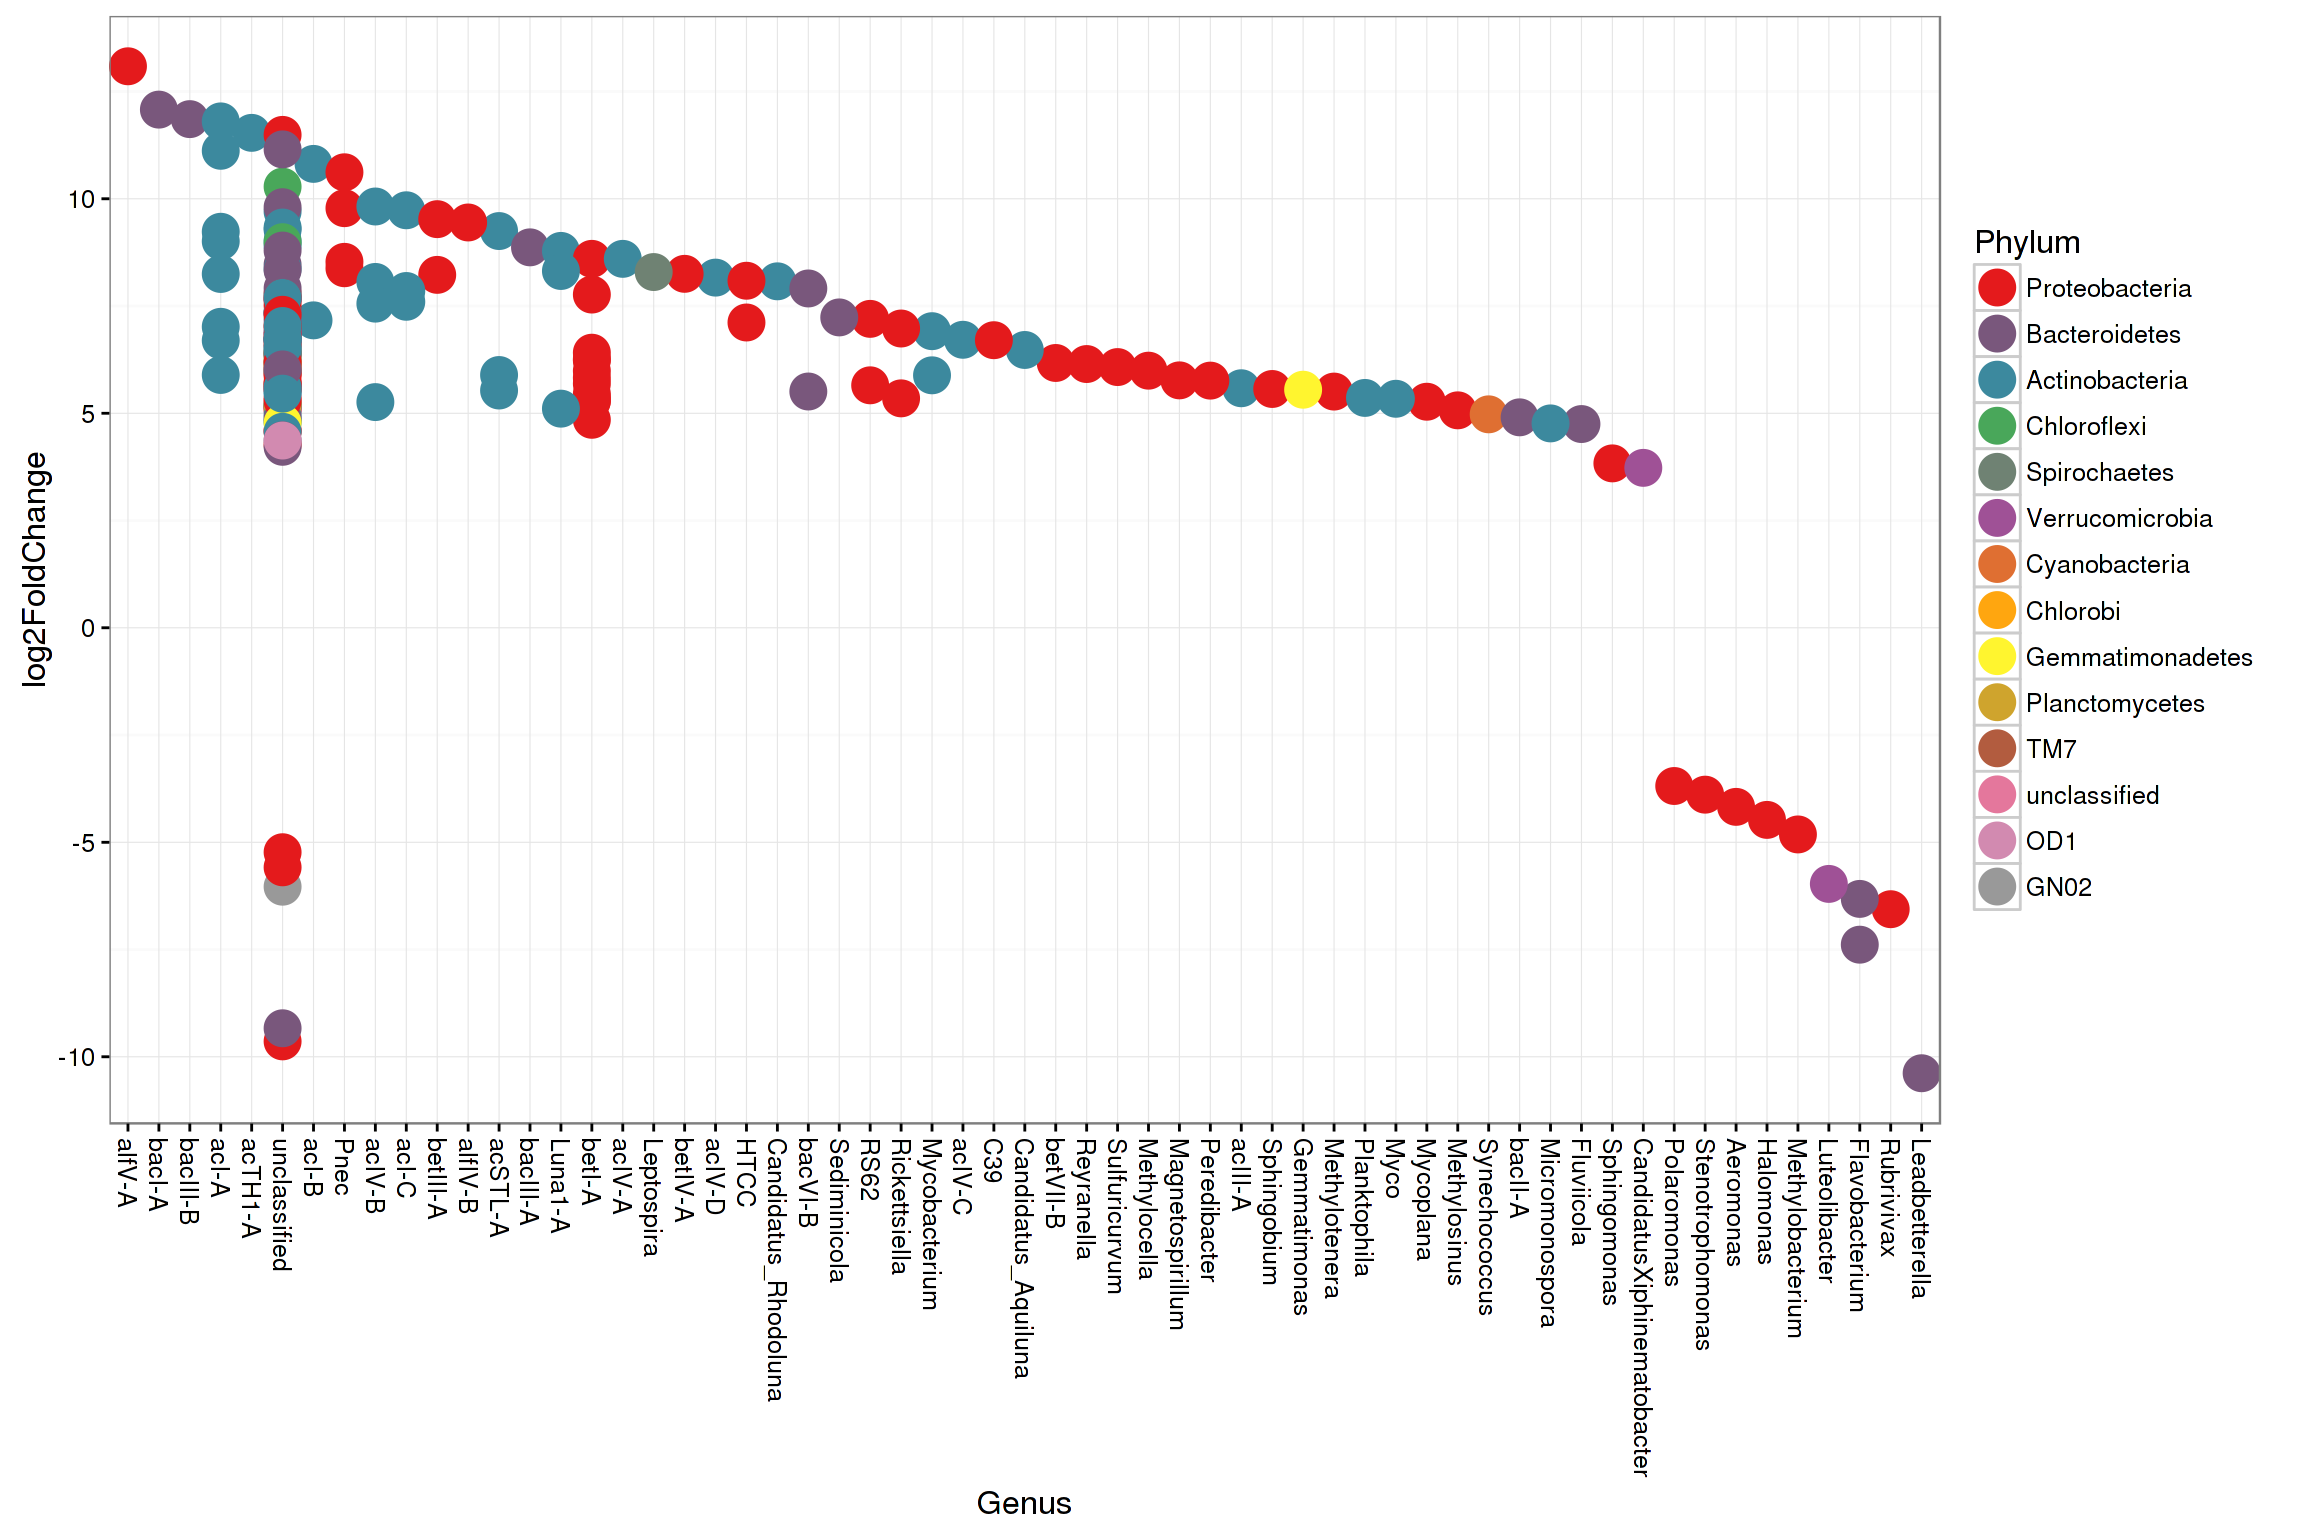 log2FoldChange
10
5
0
-5
-10
alfV-A
bacI-A
bacIII-B
acI-A
acTH1-A
unclassified
acI-B
Pnec
acIV-B
acI-C
betIII-A
alfIV-B
acSTL-A
bacIII-A
Luna1-A
betI-A
acIV-A
Leptospira
betIV-A
acIV-D
HTCC
Candidatus_Rhodoluna
bacVI-B
Sediminicola
RS62
Rickettsiella
Mycobacterium
acIV-C
C39
Candidatus_Aquiluna
betVII-B
Reyranella
Sulfuricurvum
Methylocella
Magnetospirillum
Peredibacter
acIII-A
Sphingobium
Gemmatimonas
Methylotenera
Planktophila
Myco
Mycoplana
Methylosinus
Synechococcus
bacII-A
Micromonospora
Fluviicola
Sphingomonas
CandidatusXiphinematobacter
Polaromonas
Stenotrophomonas
Aeromonas
Halomonas
Methylobacterium
Luteolibacter
Flavobacterium
Rubrivivax
Leadbetterella
Genus
Phylum
Proteobacteria
Bacteroidetes
Actinobacteria
Chloroflexi
Spirochaetes
Verrucomicrobia
Cyanobacteria
Chlorobi
Gemmatimonadetes
Planctomycetes
TM7
unclassified
OD1
GN02